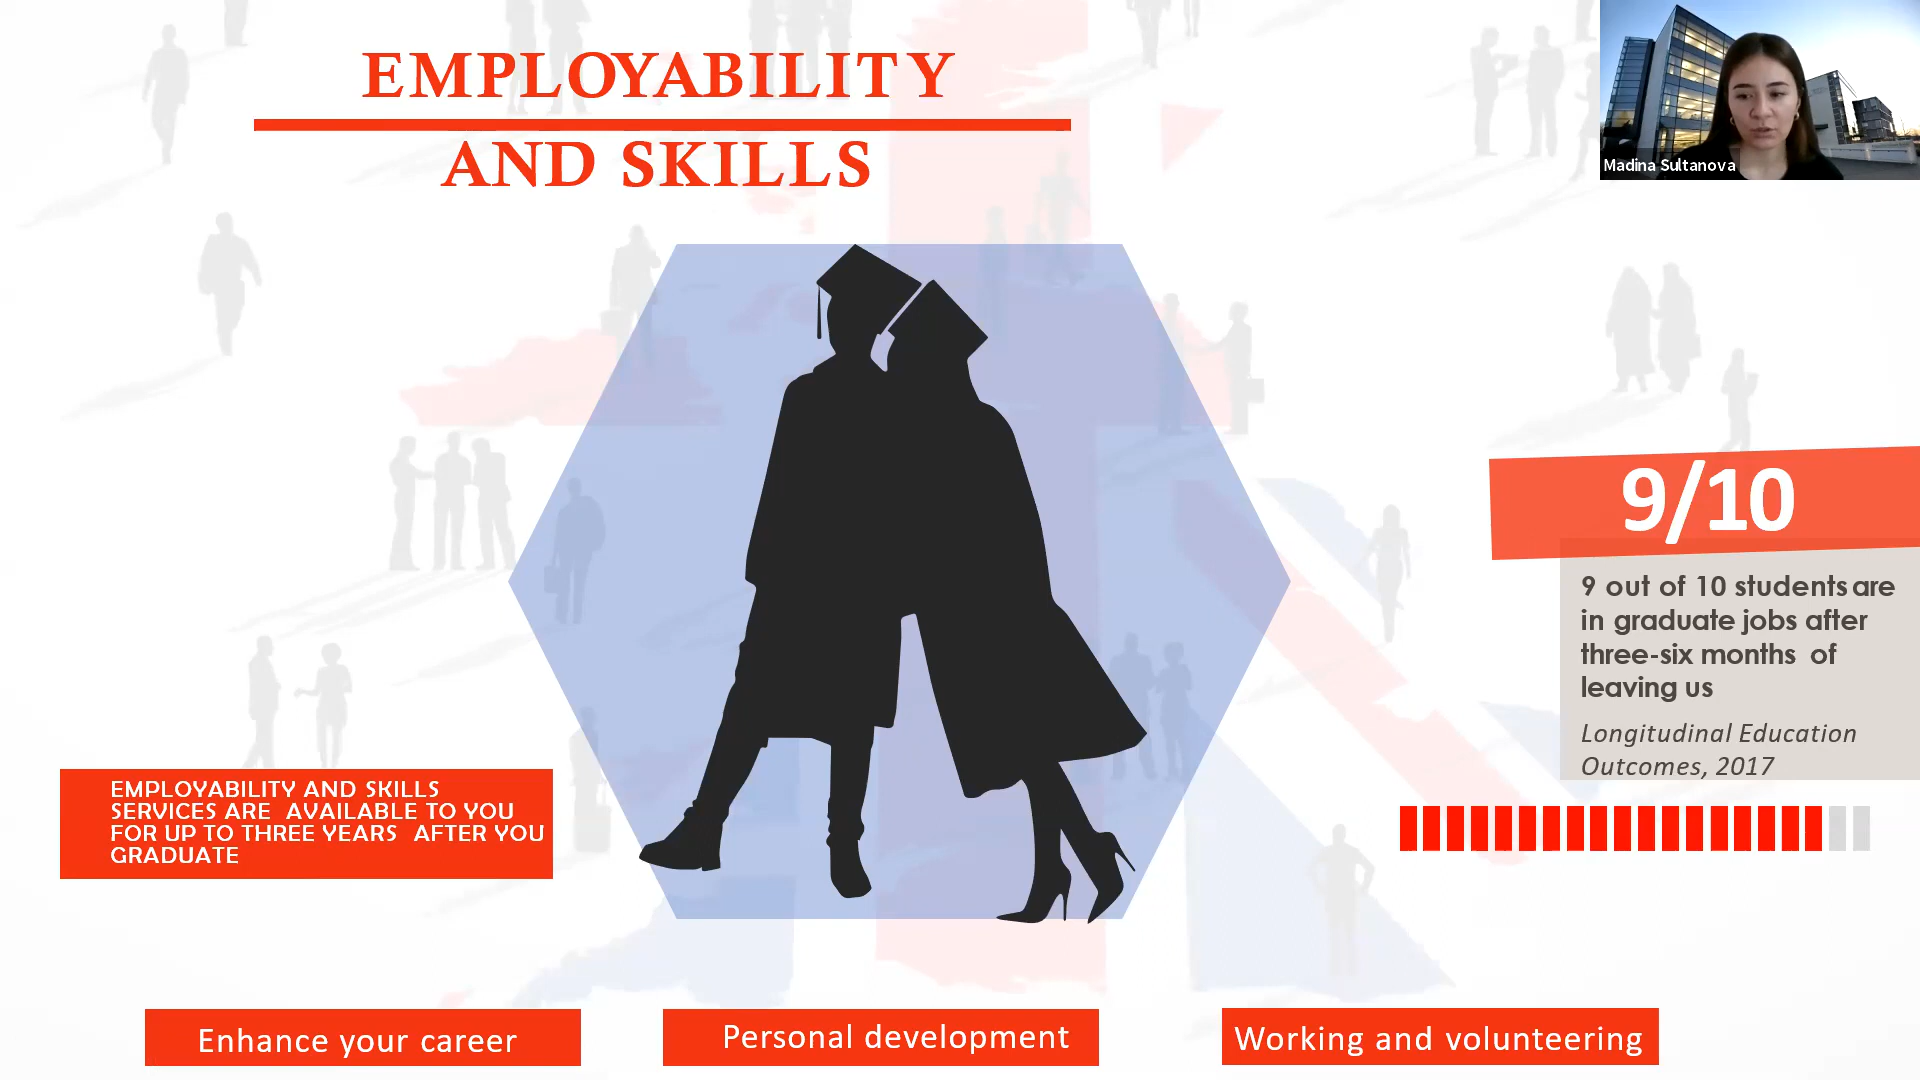 EMPLOYABILITY
AND SKILLS
Madina Sultanova
9/10
9 out of 10 students are
in graduate jobs after
three-six months of
leaving us
Longitudinal Education
Outcomes, 2017
EMPLOYABILITY AND SKILLS
SERVICES ARE AVAILABLE TO YOU
FOR UP TO THREE YEARS AFTER YOU
GRADUATE
Enhance your career
Personal development
Working and volunteering